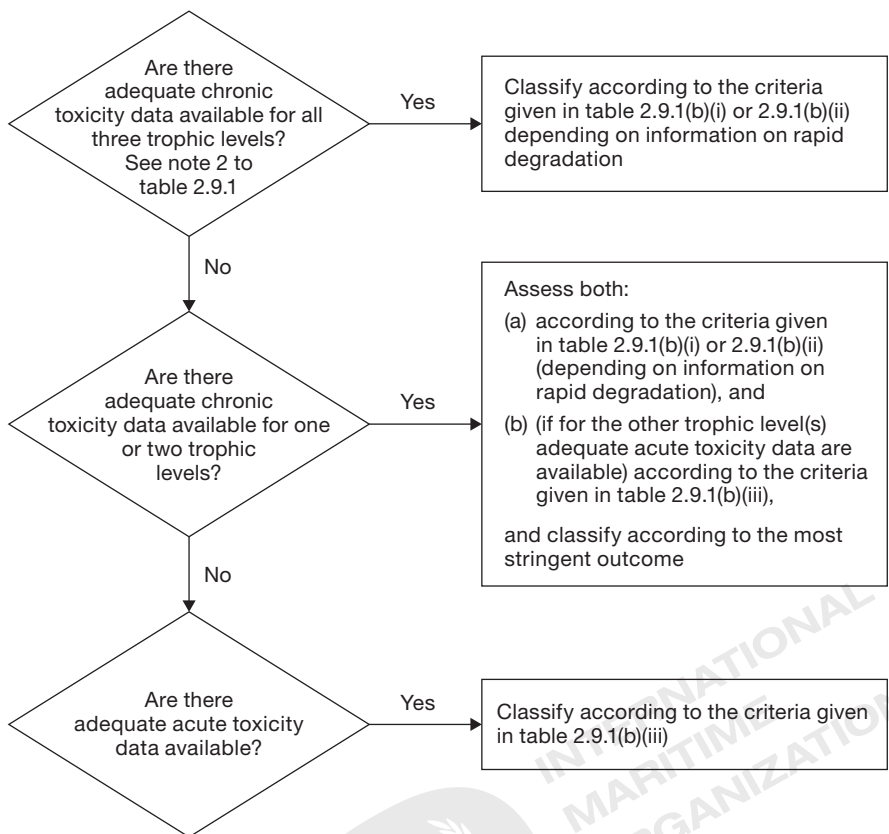 Are there
adequate chronic
toxicity data available for all
three trophic levels?
See note 2 to
table 2.9.1
Yes
Classify according to the criteria
given in table 2.9.1(b)(i) or 2.9.1(b)(ii)
depending on information on rapid
degradation
No
Are there
adequate chronic
toxicity data available for one
or two trophic
levels?
Yes
Assess both:
(a) according to the criteria given
in table 2.9.1(b)(i) or 2.9.1(b)(ii)
(depending on information on
rapid degradation), and
(b) (if for the other trophic level(s)
adequate acute toxicity data are
available) according to the criteria
given in table 2.9.1(b)(iii),
and classify according to the most
stringent outcome
No
Are there
adequate acute toxicity
data available?
Yes
Classify according to the criteria given
in table 2.9.1(b)(iii)
INTERNATIONAL
MARITIME
ORGANIZATION